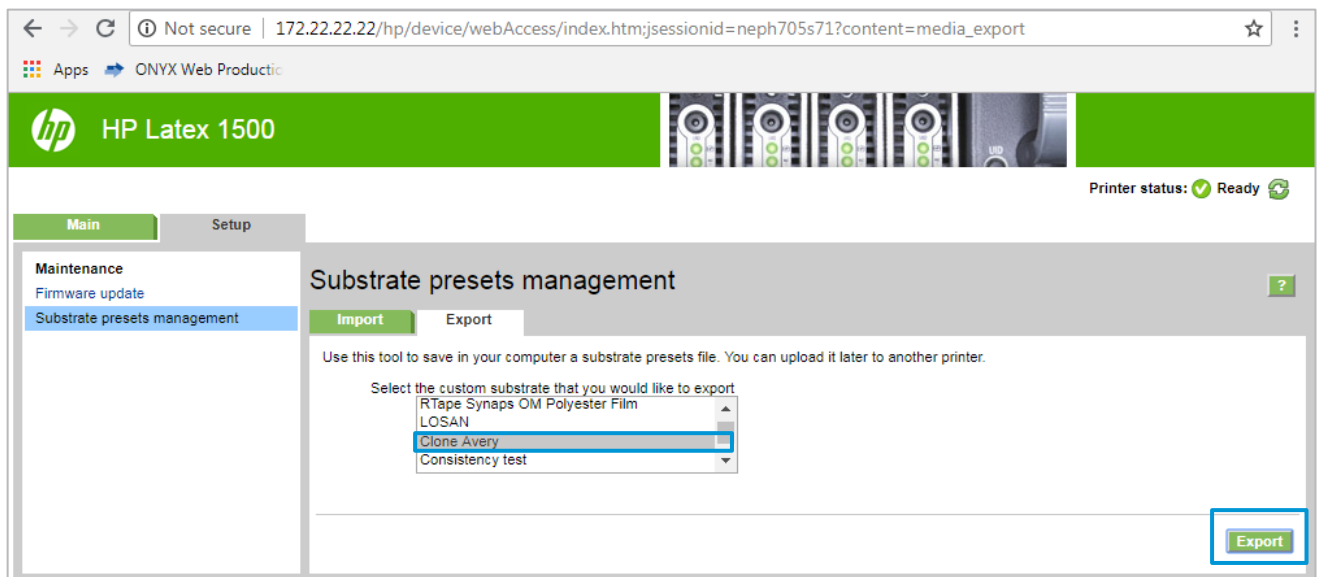 Not secure | 172.22.22.22/hp/device/webAccess/index.htm;jsessionid=neph705s71?content=media_export
Apps ONYX Web Productic
hp HP Latex 1500
UID
Printer status: Ready
Main Setup
Maintenance
Firmware update
Substrate presets management
Substrate presets management
?
Import Export
Use this tool to save in your computer a substrate presets file. You can upload it later to another printer.
Select the custom substrate that you would like to export
RTape Synaps OM Polyester Film
LOSAN
Clone Avery
Consistency test
Export